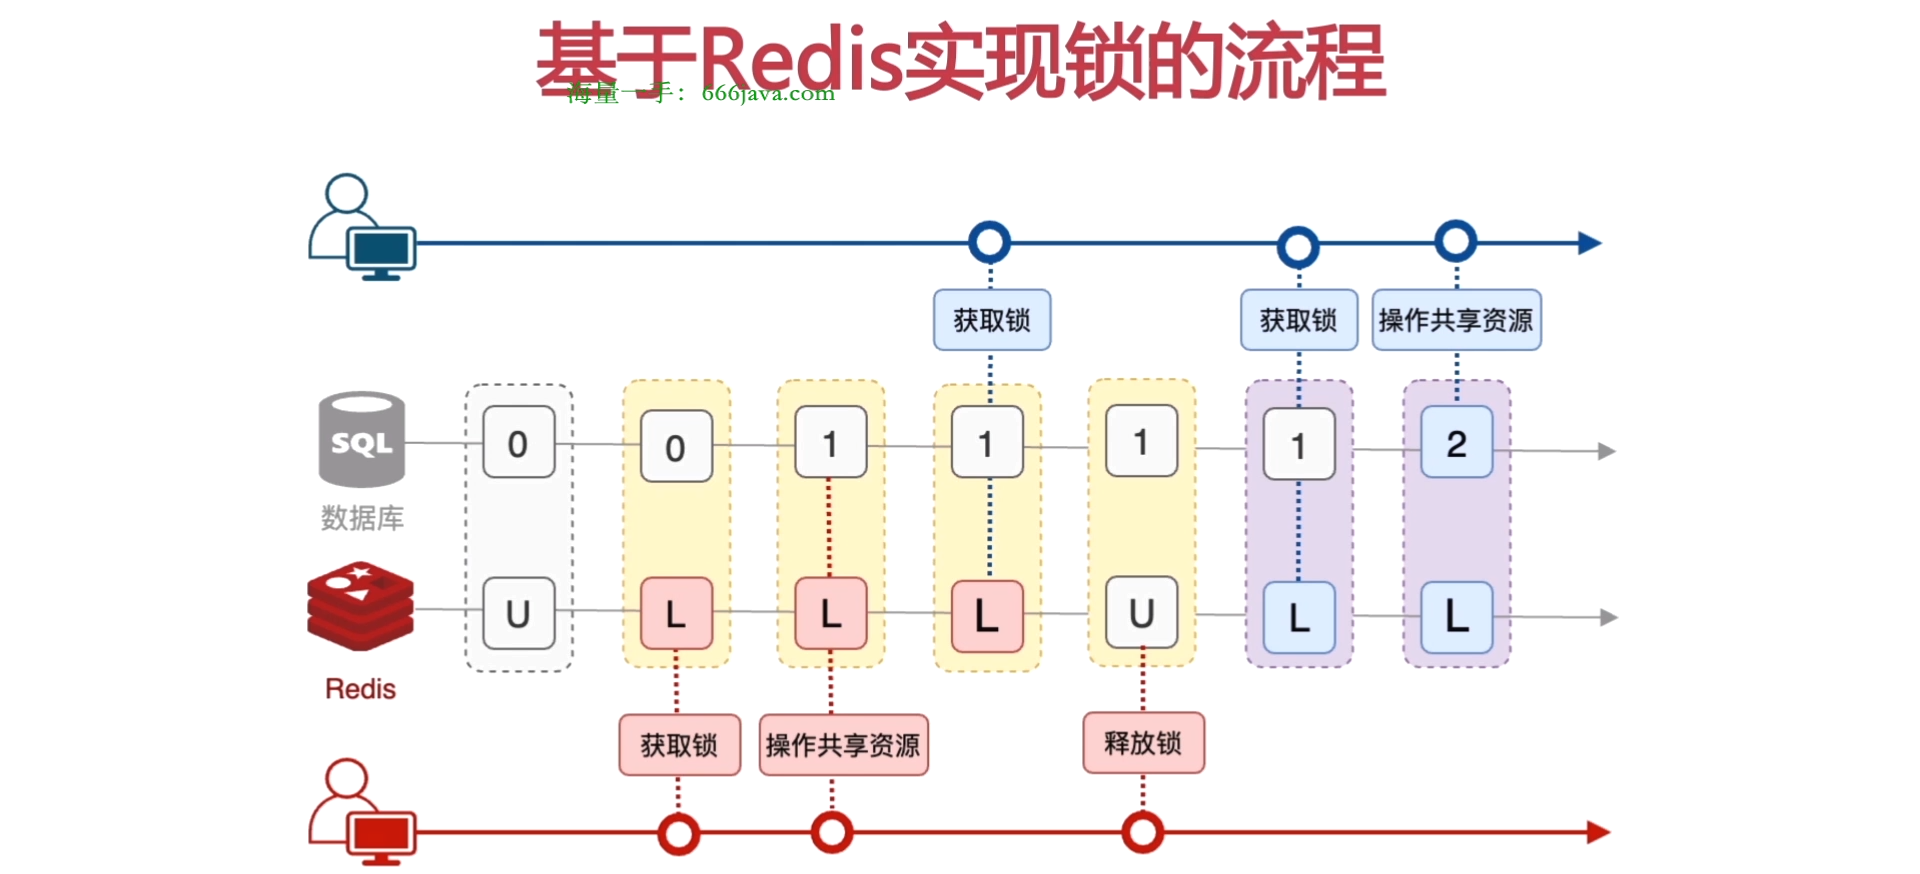 基于Redis实现锁的流程
海量一手：666java.com
获取锁
获取锁
操作共享资源
SQL
0
0
1
1
1
1
2
数据库
U
L
L
L
U
L
L
Redis
获取锁
操作共享资源
释放锁